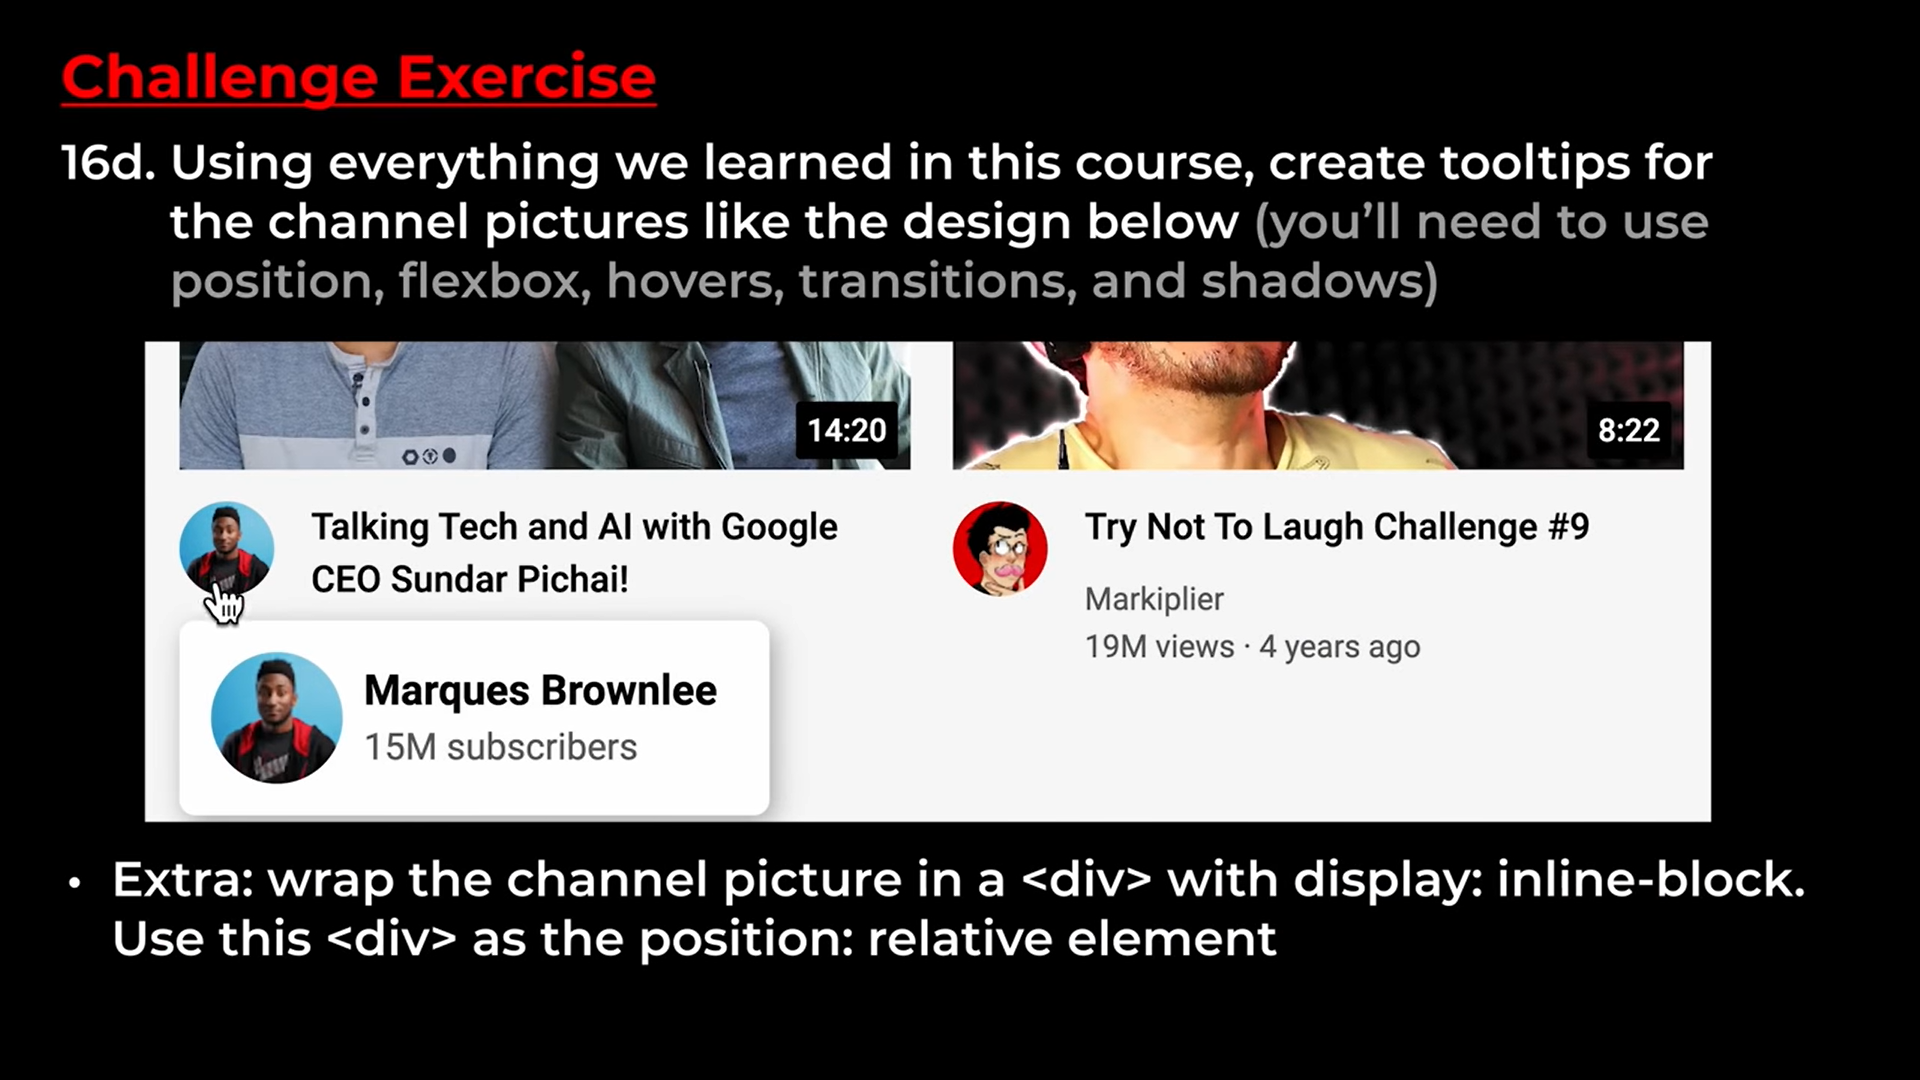 Challenge Exercise
16d. Using everything we learned in this course, create tooltips for
the channel pictures like the design below (you’ll need to use
position, flexbox, hovers, transitions, and shadows)
14:20
8:22
Talking Tech and AI with Google
CEO Sundar Pichai!
Try Not To Laugh Challenge #9
Markiplier
19M views · 4 years ago
Marques Brownlee
15M subscribers
• Extra: wrap the channel picture in a <div> with display: inline-block.
Use this <div> as the position: relative element